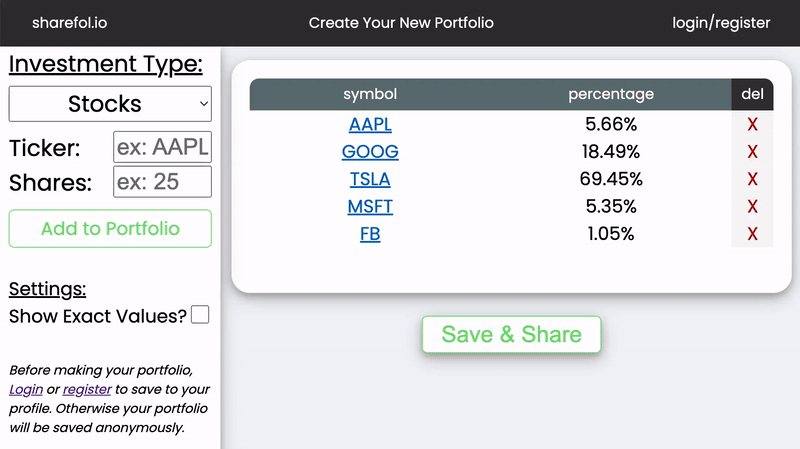 sharefol.io Create Your New Portfolio login/register
Investment Type:
Stocks
Ticker: ex: AAPL
Shares: ex: 25
Add to Portfolio
Settings:
Show Exact Values?
Before making your portfolio,
Login or register to save to your
profile. Otherwise your portfolio
will be saved anonymously.
symbol percentage del
AAPL 5.66% X
GOOG 18.49% X
TSLA 69.45% X
MSFT 5.35% X
FB 1.05% X
Save & Share